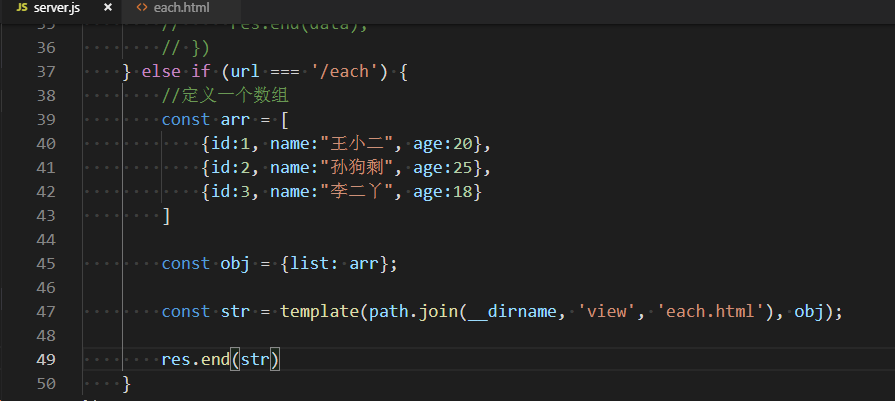 JS server.js × <> each.html
35 // res.end(data);
36 // })
37 } else if (url === '/each') {
38 //定义一个数组
39 const arr = [
40 {id:1, name:"王小二", age:20},
41 {id:2, name:"孙狗剩", age:25},
42 {id:3, name:"李二丫", age:18}
43 ]
44
45 const obj = {list: arr};
46
47 const str = template(path.join(__dirname, 'view', 'each.html'), obj);
48
49 res.end(str)
50 }